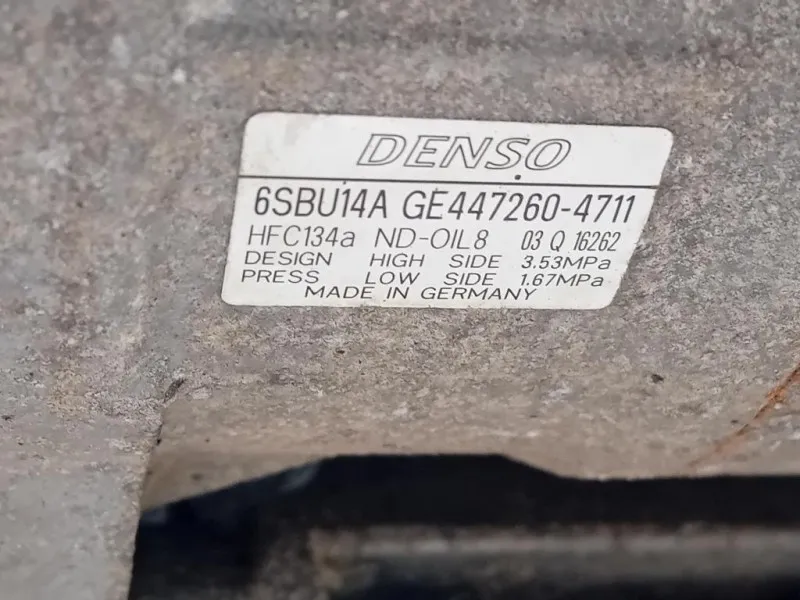 DENSO
6SBU14A GE447260-4711
HFC134a ND-OIL8 03 Q 16262
DESIGN HIGH SIDE 3.53MPa
PRESS LOW SIDE 1.67MPa
MADE IN GERMANY